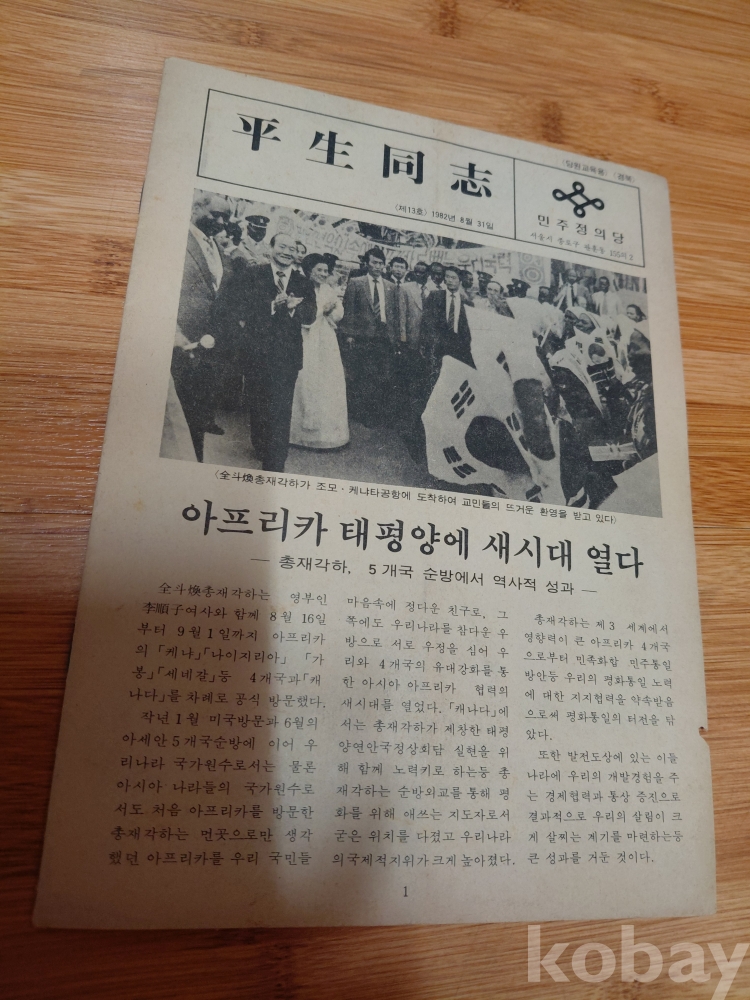 平生同志
〈제13호〉 1982년 8월 31일
〈당원교육용〉 〈경북〉
민주정의당
서울시 종로구 관훈동 155의 2
〈全斗煥총재각하가 조모·케냐타공항에 도착하여 교민들의 뜨거운 환영을 받고 있다〉
아프리카 태평양에 새시대 열다
— 총재각하, 5개국 순방에서 역사적 성과 —
全斗煥총재각하는 영부인
李順子여사와 함께 8월 16일
부터 9월 1일까지 아프리카
의 「케냐」「나이지리아」 「가
봉」「세네갈」등 4개국과 「캐
나다」를 차례로 공식 방문했다.
작년 1월 미국방문과 6월의
아세안 5개국순방에 이어 우
리나라 국가원수로서는 물론
아시아 나라들의 국가원수로
서도 처음 아프리카를 방문한
총재각하는 먼곳으로만 생각
했던 아프리카를 우리 국민들
마음속에 정다운 친구로, 그
쪽에도 우리나라를 참다운 우
방으로 서로 우정을 심어 우
리와 4개국의 유대강화를 통
한 아시아 아프리카 협력의
새시대를 열었다. 「캐나다」에
서는 총재각하가 제창한 태평
양연안국정상회담 실현을 위
해 함께 노력키로 하는등 총
재각하는 순방외교를 통해 평
화를 위해 애쓰는 지도자로서
굳은 위치를 다졌고 우리나라
의 국제적지위가 크게 높아졌다.
총재각하는 제3 세계에서
영향력이 큰 아프리카 4개국
으로부터 민족화합 민주통일
방안등 우리의 평화통일 노력
에 대한 지지협력을 약속받음
으로써 평화통일의 터전을 닦
았다.
또한 발전도상에 있는 이들
나라에 우리의 개발경험을 주
는 경제협력과 통상 증진으로
결과적으로 우리의 살림이 크
게 살찌는 계기를 마련하는등
큰 성과를 거둔 것이다.
1
kobay